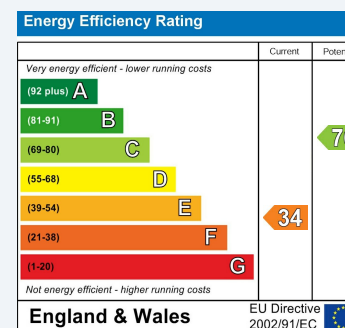 Energy Efficiency Rating
Current
Very energy efficient - lower running costs
(92 plus) A
(81-91) B
(69-80) C
(55-68) D
(39-54) E
34
(21-38) F
(1-20) G
Not energy efficient - higher running costs
England & Wales
EU Directive
2002/91/EC